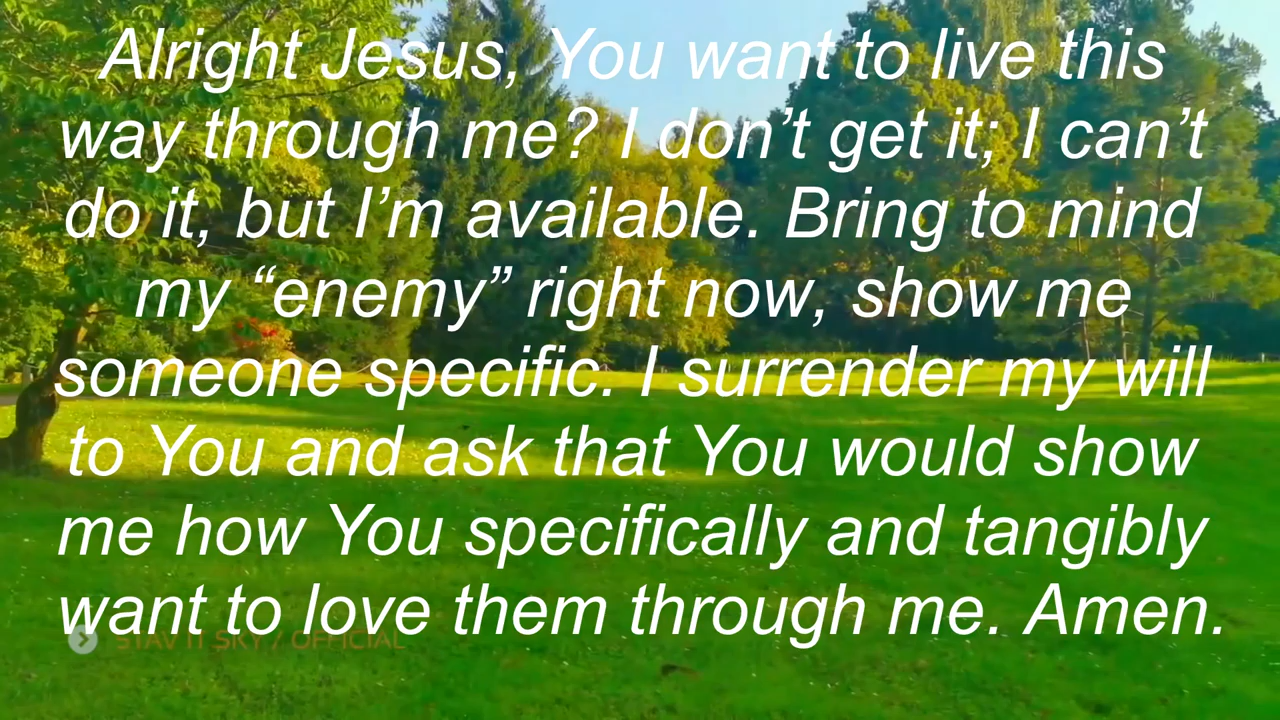 Alright Jesus, You want to live this
way through me? I don’t get it; I can’t
do it, but I’m available. Bring to mind
my “enemy” right now, show me
someone specific. I surrender my will
to You and ask that You would show
me how You specifically and tangibly
want to love them through me. Amen.